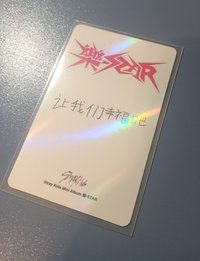 樂-STAR
让我们幸福吧
Stray Kids
Stray Kids Mini Album 樂-STAR